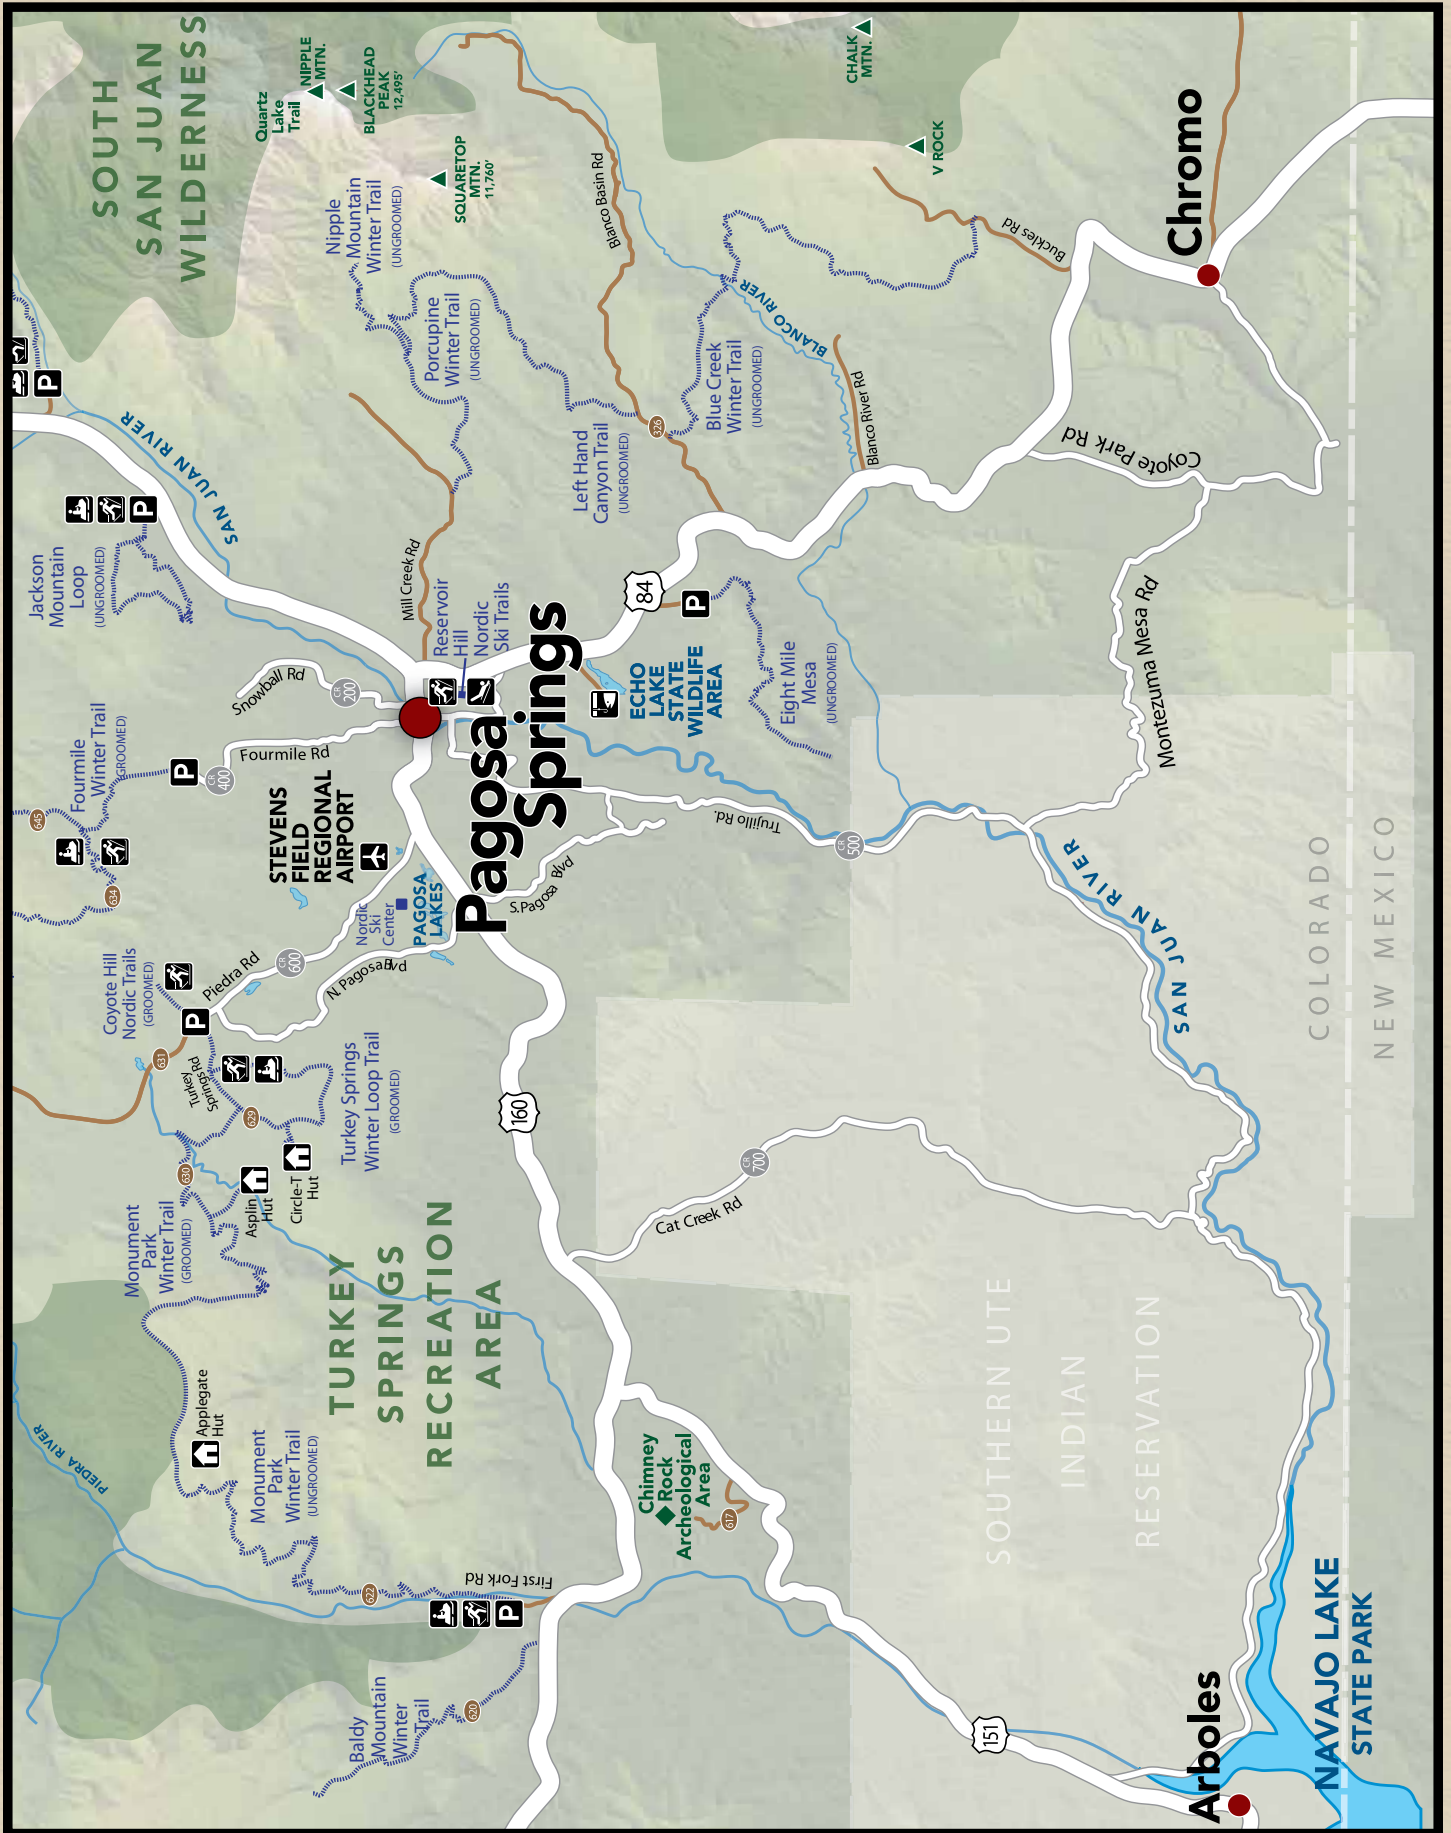 SOUTH
SAN JUAN
WILDERNESS
Quartz
Lake
Trail
NIPPLE
MTN.
BLACKHEAD
PEAK
12,495'
SQUARETOP
MTN.
11,760'
CHALK
MTN.
V ROCK
Chromo
Nipple
Mountain
Winter Trail
(UNGROOMED)
Porcupine
Winter Trail
(UNGROOMED)
Blanco Basin Rd
Buckles Rd
BLANCO RIVER
Blanco River Rd
Blue Creek
Winter Trail
(UNGROOMED)
326
Left Hand
Canyon Trail
(UNGROOMED)
Coyote Park Rd
Montezuma Mesa Rd
P
SAN JUAN RIVER
P
Jackson
Mountain
Loop
(UNGROOMED)
Mill Creek Rd
Reservoir
Hill
Nordic
Ski Trails
84
P
Eight Mile
Mesa
(UNGROOMED)
ECHO
LAKE
STATE
WILDLIFE
AREA
Pagosa
Springs
Snowball Rd
CR
200
Fourmile Rd
CR
400
P
Fourmile
Winter Trail
(GROOMED)
645
634
STEVENS
FIELD
REGIONAL
AIRPORT
Nordic
Ski
Center
PAGOSA
LAKES
S.Pagosa Blvd
Trujillo Rd.
CR
500
SAN JUAN RIVER
COLORADO
NEW MEXICO
Coyote Hill
Nordic Trails
(GROOMED)
Piedra Rd
CR
600
N. Pagosa Blvd
P
631
Turkey
Springs Rd
629
630
Turkey Springs
Winter Loop Trail
(GROOMED)
Circle-T
Hut
Asplin
Hut
Monument
Park
Winter Trail
(GROOMED)
160
CR
700
Cat Creek Rd
TURKEY
SPRINGS
RECREATION
AREA
SOUTHERN UTE
INDIAN
RESERVATION
PIEDRA RIVER
Applegate
Hut
Monument
Park
Winter Trail
(UNGROOMED)
622
First Fork Rd
P
Chimney
Rock
Archeological
Area
617
Baldy
Mountain
Winter
Trail
620
151
Arboles
NAVAJO LAKE
STATE PARK